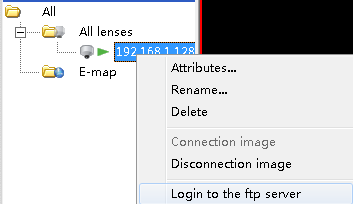 All
All lenses
192.168.1.128
E-map
Attributes...
Rename...
Delete
Connection image
Disconnection image
Login to the ftp server